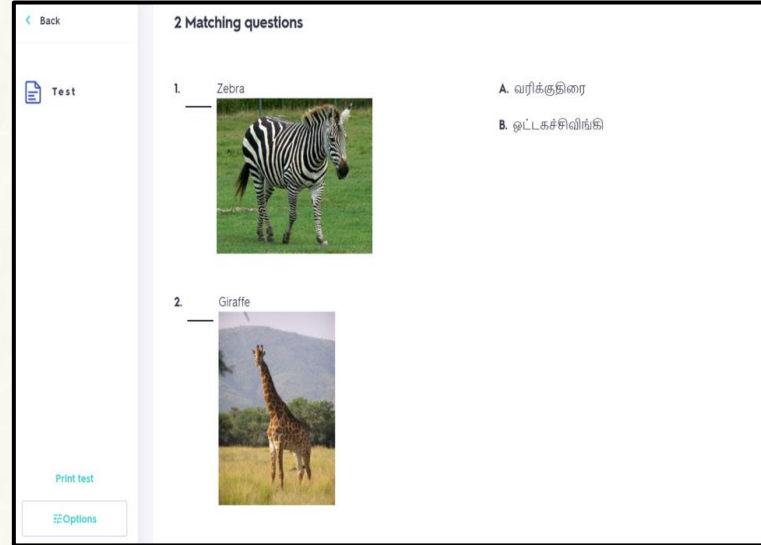 Back
Test
Print test
Options
2 Matching questions
1. Zebra
2. Giraffe
A. வரிக்குதிரை
B. ஒட்டகச்சிவிங்கி